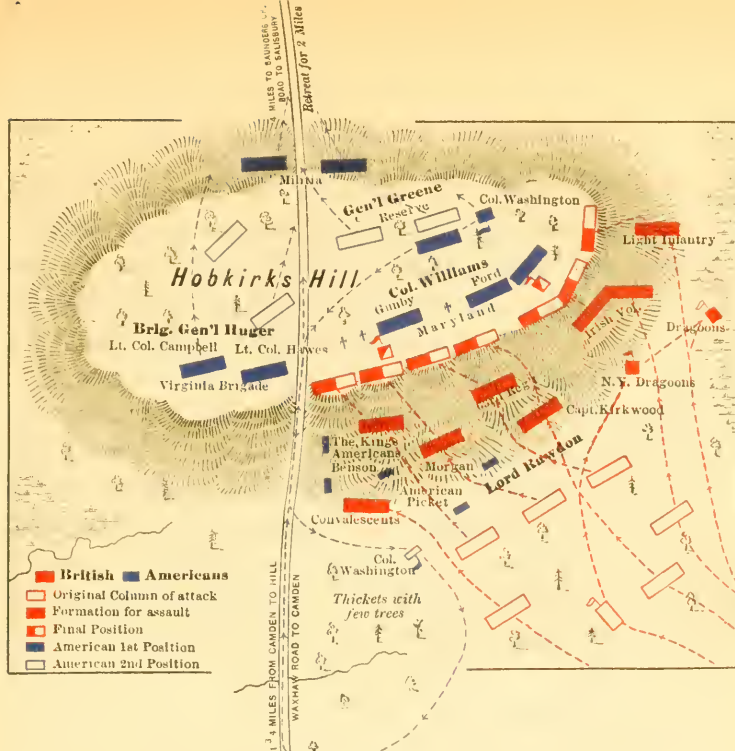 MILES TO SAUNDERS CR.
ROAD TO SALISBURY
Retreat for 2 Miles
Militia
Gen'l Greene
Reserve
Col. Washington
Light Infantry
Hobkirk's Hill
Col. Williams
Ford
Gunby
Maryland
Brig. Gen'l Huger
Lt. Col. Campbell
Lt. Col. Hawes
Virginia Brigade
Irish Vol.
Dragoons
N.Y. Dragoons
Capt. Kirkwood
The Kings
Americans
Benson
Morgan
American
Picket
Lord Rawdon
Convalescents
Col.
Washington
Thickets with
few trees
British Americans
Original Column of attack
Formation for assault
Final Position
American 1st Position
American 2nd Position
MILES FROM CAMDEN TO HILL
WAXHAW ROAD TO CAMDEN